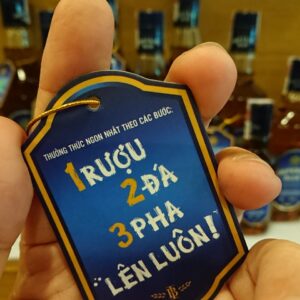 THƯỞNG THỨC NGON NHẤT THEO CÁC BƯỚC:
1 RƯỢU
2 ĐÁ
3 PHA
"LÊN LUÔN!"